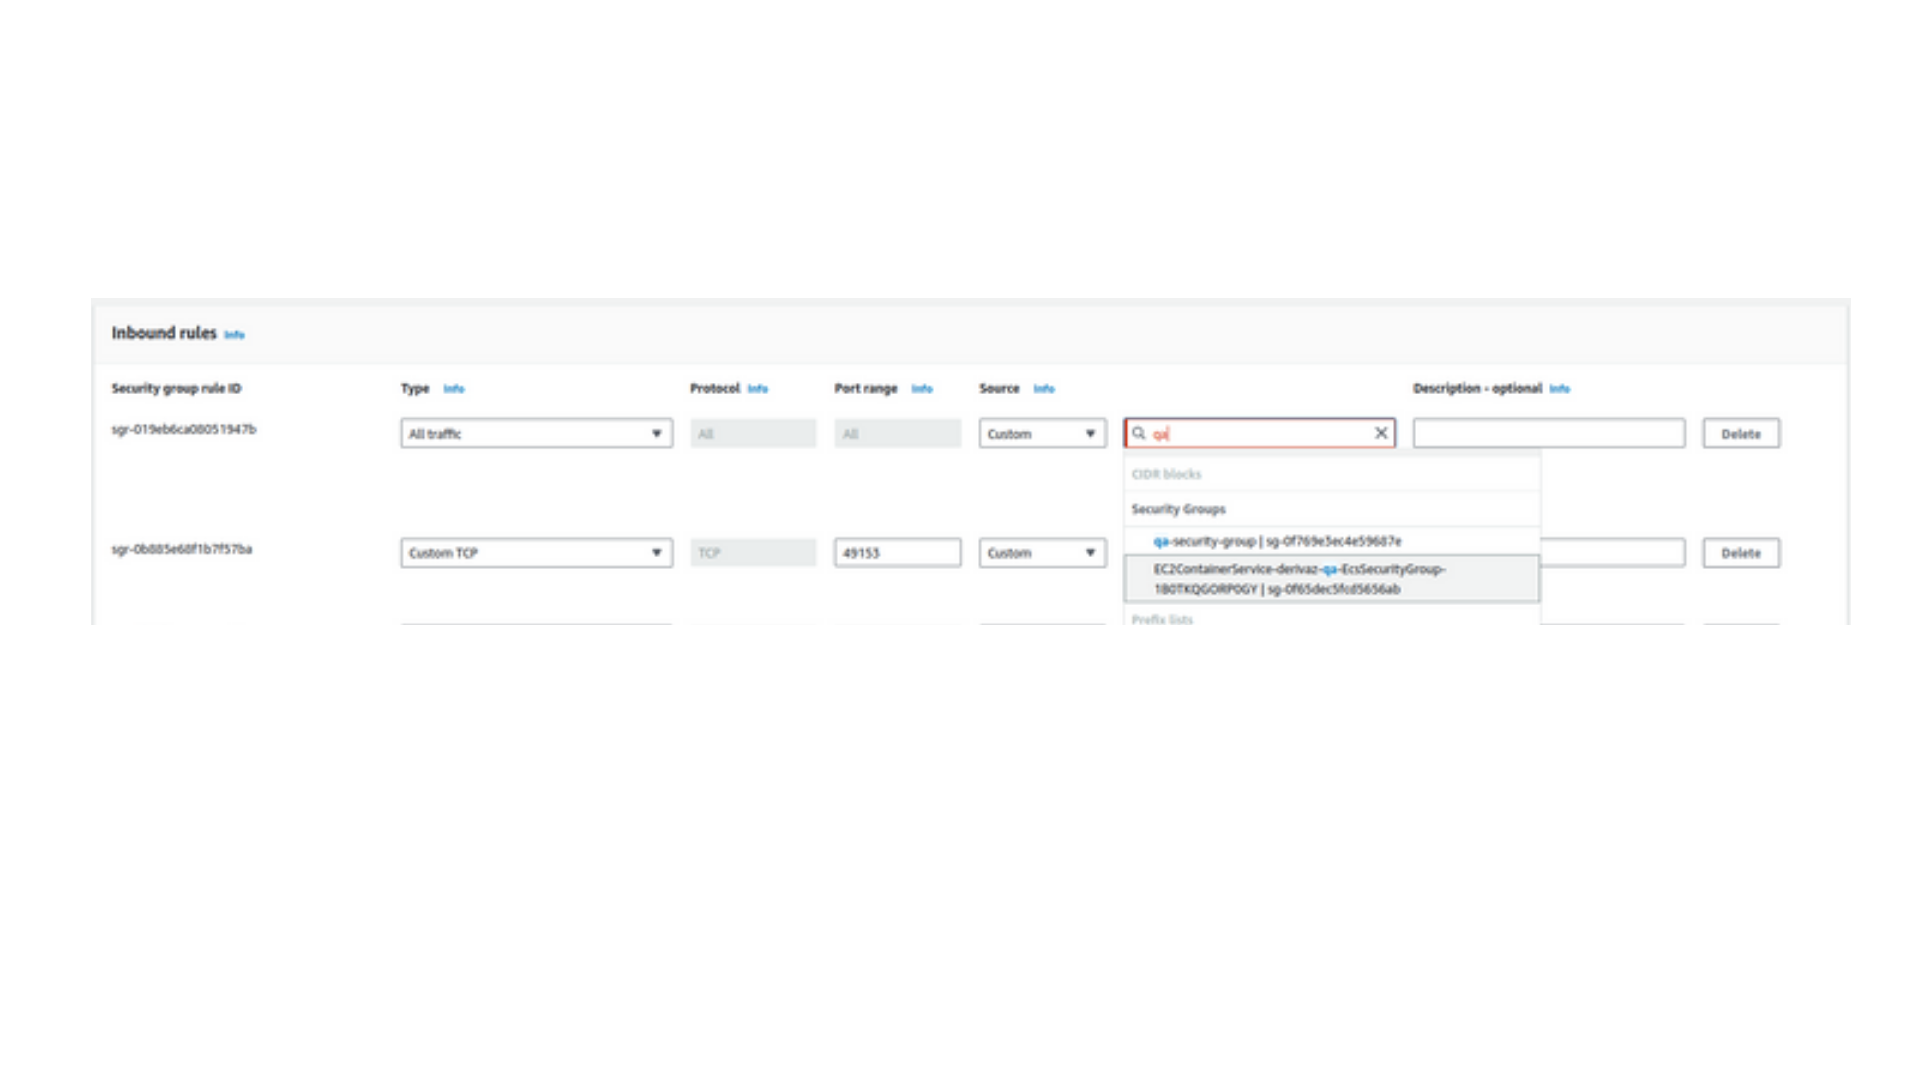 Inbound rules Info
Security group rule ID Type Info Protocol Info Port range Info Source Info Description - optional Info
sgr-019eb6ca08051947b All traffic All All Custom qa Delete
CIDR blocks
Security Groups
qa-security-group | sg-0f769e3ec4e59687e
sgr-0b885e68f1b7f57ba Custom TCP TCP 49153 Custom Delete
EC2ContainerService-derivaz-qa-EcsSecurityGroup-
1B0TKQGORP0GY | sg-0f65dec5fcd5656ab
Prefix lists